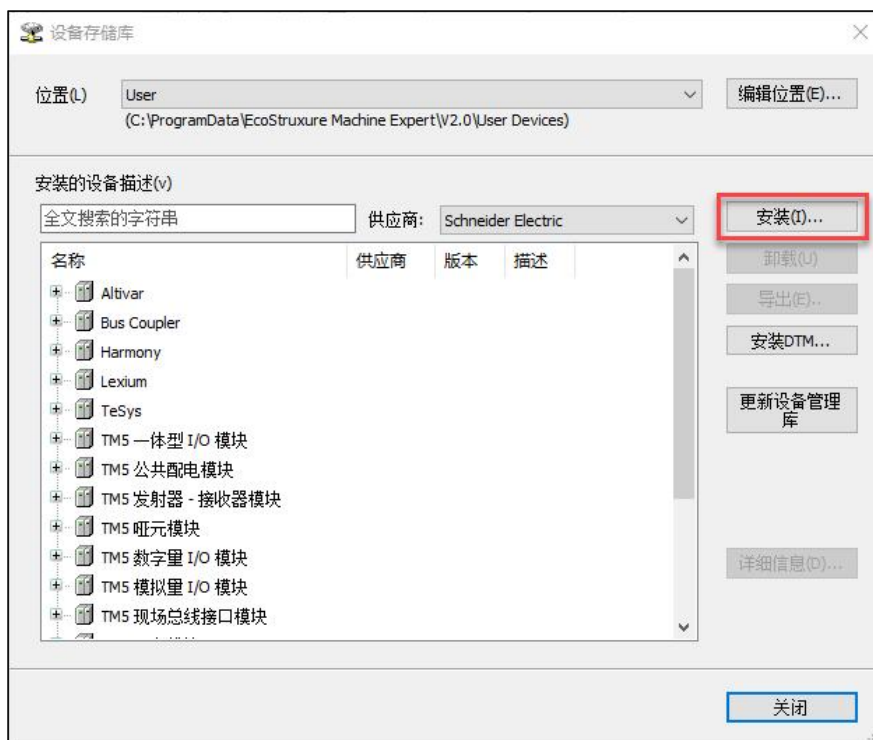 设备存储库
位置(L)
User
编辑位置(E)...
(C:\ProgramData\EcoStruxure Machine Expert\V2.0\User Devices)
安装的设备描述(v)
全文搜索的字符串
供应商:
Schneider Electric
安装(I)...
名称
供应商
版本
描述
卸载(U)
Altivar
导出(E)..
Bus Coupler
安装DTM...
Harmony
Lexium
更新设备管理
库
TeSys
TM5 一体型 I/O 模块
TM5 公共配电模块
TM5 发射器 - 接收器模块
TM5 哑元模块
TM5 数字量 I/O 模块
详细信息(D)...
TM5 模拟量 I/O 模块
TM5 现场总线接口模块
关闭